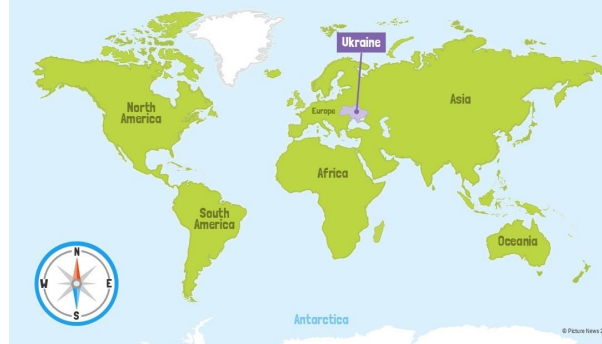 Ukraine
North
America
Europe
Asia
Africa
South
America
Oceania
N
W
E
S
Antarctica
© Picture News